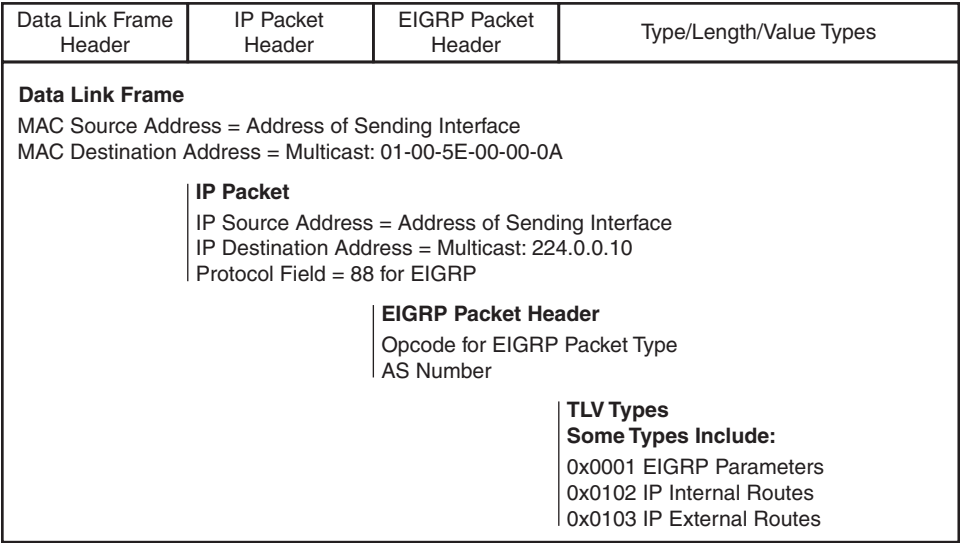 Data Link Frame
Header
IP Packet
Header
EIGRP Packet
Header
Type/Length/Value Types
Data Link Frame
MAC Source Address = Address of Sending Interface
MAC Destination Address = Multicast: 01-00-5E-00-00-0A
IP Packet
IP Source Address = Address of Sending Interface
IP Destination Address = Multicast: 224.0.0.10
Protocol Field = 88 for EIGRP
EIGRP Packet Header
Opcode for EIGRP Packet Type
AS Number
TLV Types
Some Types Include:
0x0001 EIGRP Parameters
0x0102 IP Internal Routes
0x0103 IP External Routes